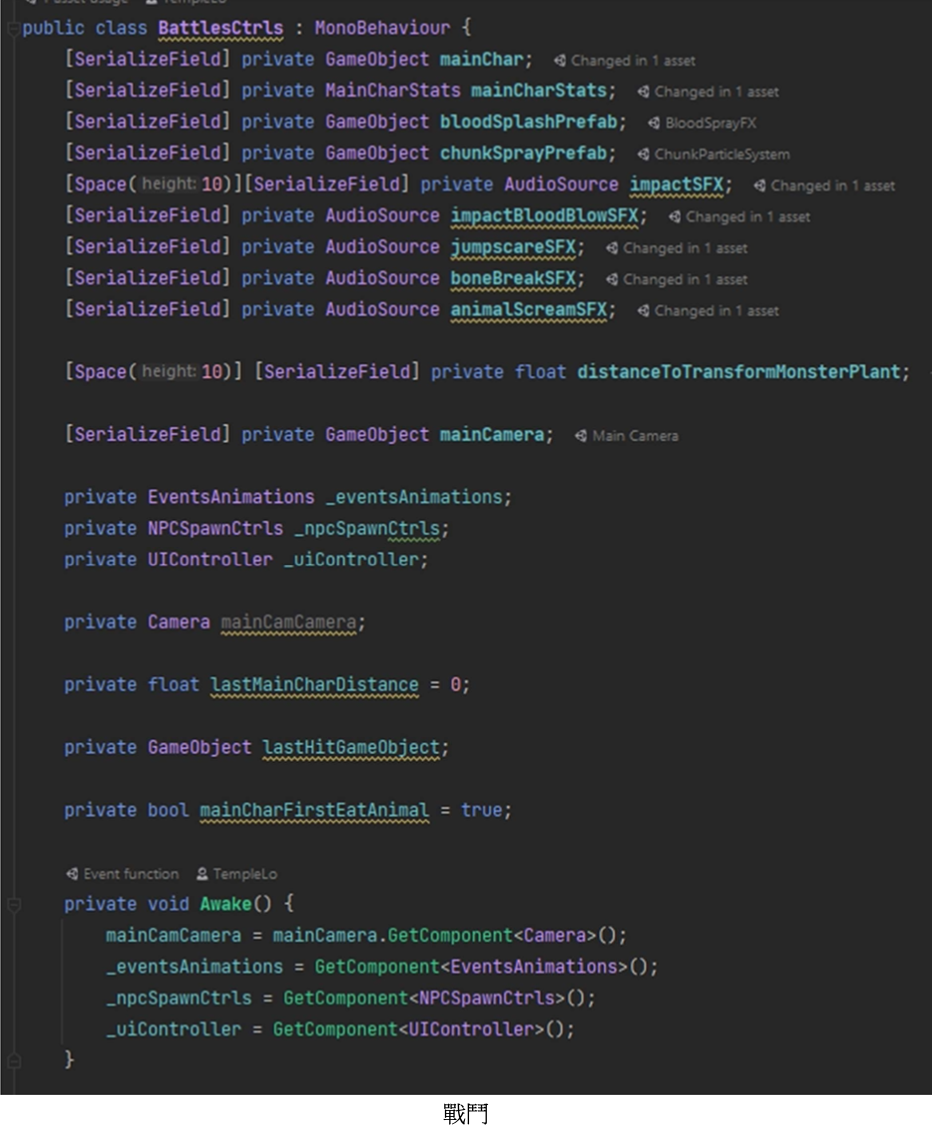 1 asset usage TempleLo
public class BattlesCtrls : MonoBehaviour {
[SerializeField] private GameObject mainChar; Changed in 1 asset
[SerializeField] private MainCharStats mainCharStats; Changed in 1 asset
[SerializeField] private GameObject bloodSplashPrefab; BloodSprayFX
[SerializeField] private GameObject chunkSprayPrefab; ChunkParticleSystem
[Space( height: 10)][SerializeField] private AudioSource impactSFX; Changed in 1 asset
[SerializeField] private AudioSource impactBloodBlowSFX; Changed in 1 asset
[SerializeField] private AudioSource jumpscareSFX; Changed in 1 asset
[SerializeField] private AudioSource boneBreakSFX; Changed in 1 asset
[SerializeField] private AudioSource animalScreamSFX; Changed in 1 asset
[Space( height: 10)] [SerializeField] private float distanceToTransformMonsterPlant;
[SerializeField] private GameObject mainCamera; Main Camera
private EventsAnimations _eventsAnimations;
private NPCSpawnCtrls _npcSpawnCtrls;
private UIController _uiController;
private Camera mainCamCamera;
private float lastMainCharDistance = 0;
private GameObject lastHitGameObject;
private bool mainCharFirstEatAnimal = true;
Event function TempleLo
private void Awake() {
mainCamCamera = mainCamera.GetComponent<Camera>();
_eventsAnimations = GetComponent<EventsAnimations>();
_npcSpawnCtrls = GetComponent<NPCSpawnCtrls>();
_uiController = GetComponent<UIController>();
}
戰鬥